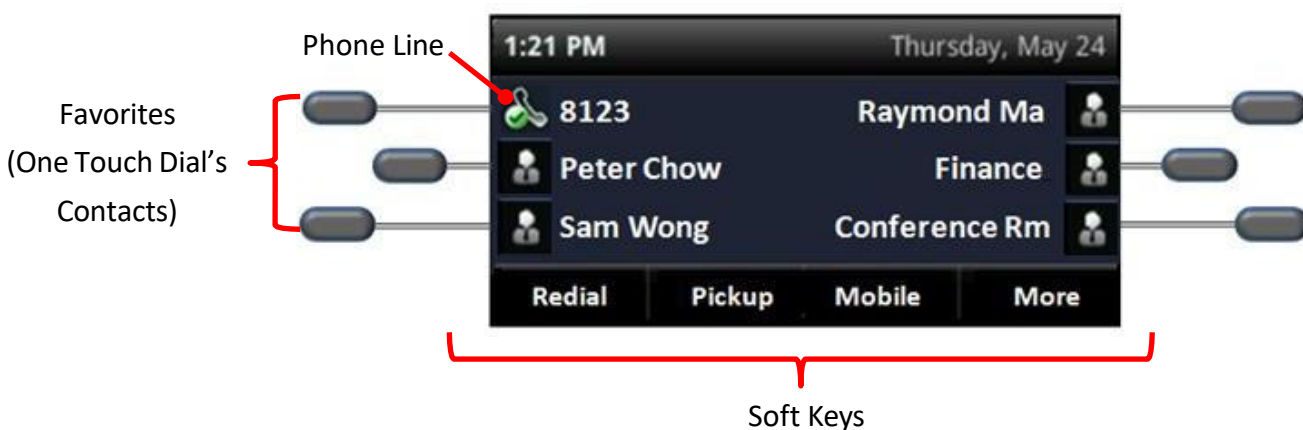 Phone Line
1:21 PM Thursday, May 24
Favorites
(One Touch Dial’s
Contacts)
8123 Raymond Ma
Peter Chow Finance
Sam Wong Conference Rm
Redial Pickup Mobile More
Soft Keys